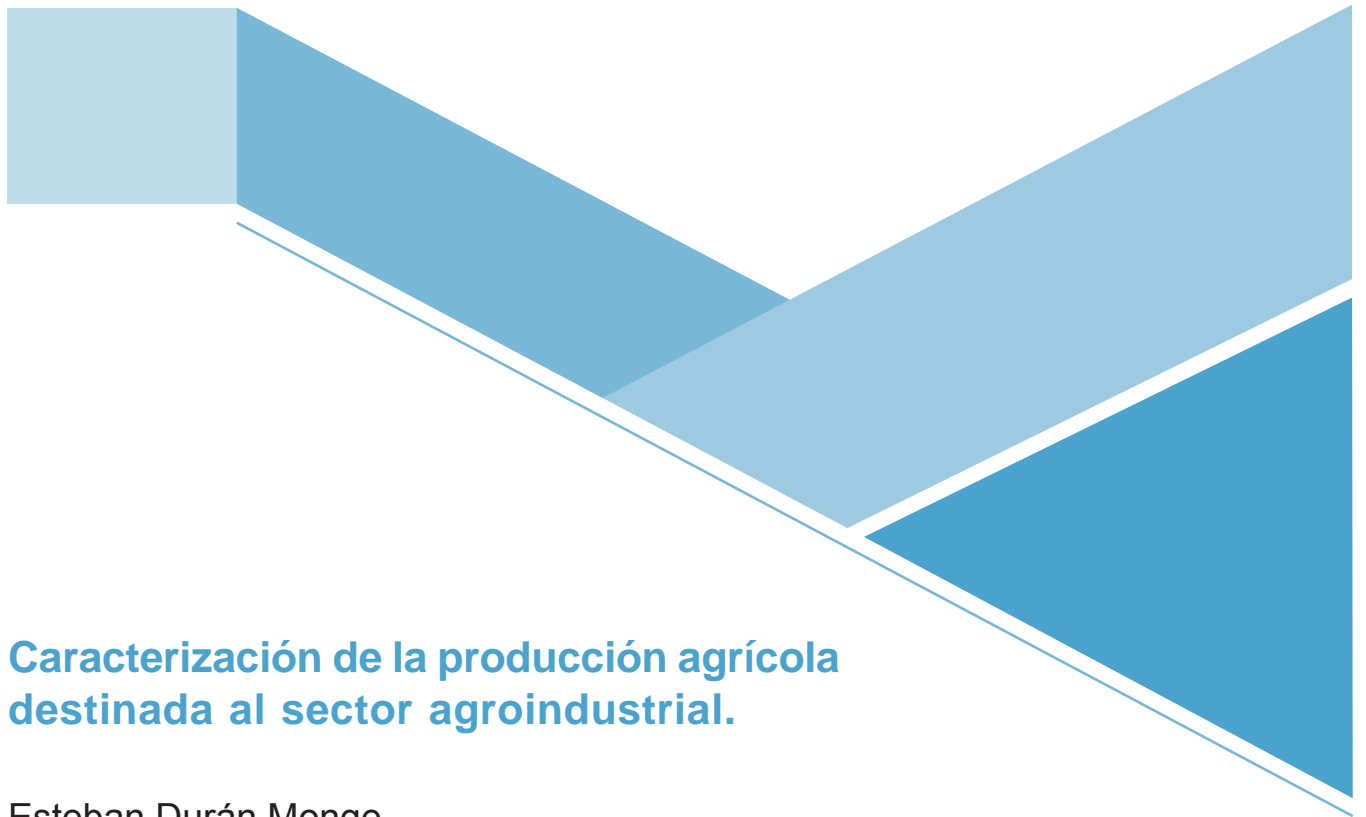 Caracterización de la producción agrícola
destinada al sector agroindustrial.
Esteban Durán Monge